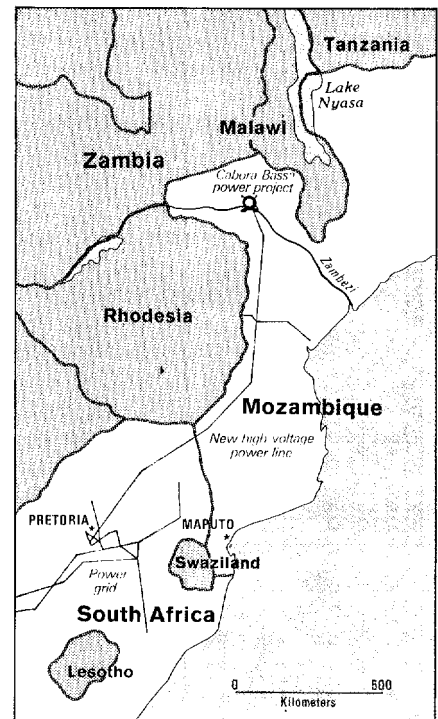 Tanzania
Lake
Nyasa
Malawi
Zambia
Cabora Bassa
power project
Zambezi
Rhodesia
Mozambique
New high voltage
power line
PRETORIA
MAPUTO
Swaziland
Power
grid
South Africa
Lesotho
0 500
Kilometers